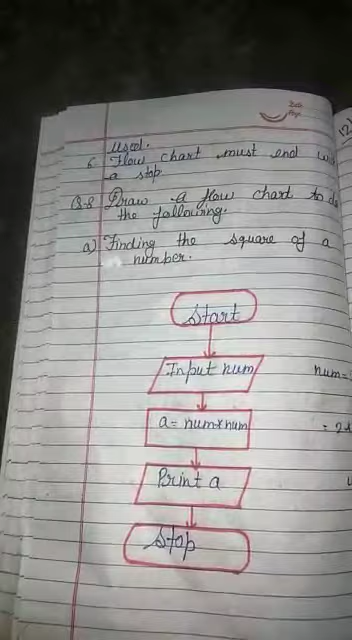 used.
6. Flow chart must end
a stop
Q.8 Draw a flow chart to do
the following.
a) Finding the square of a
number.
Start
Input num
num=
a = num*num
= 2
Print a
Stop